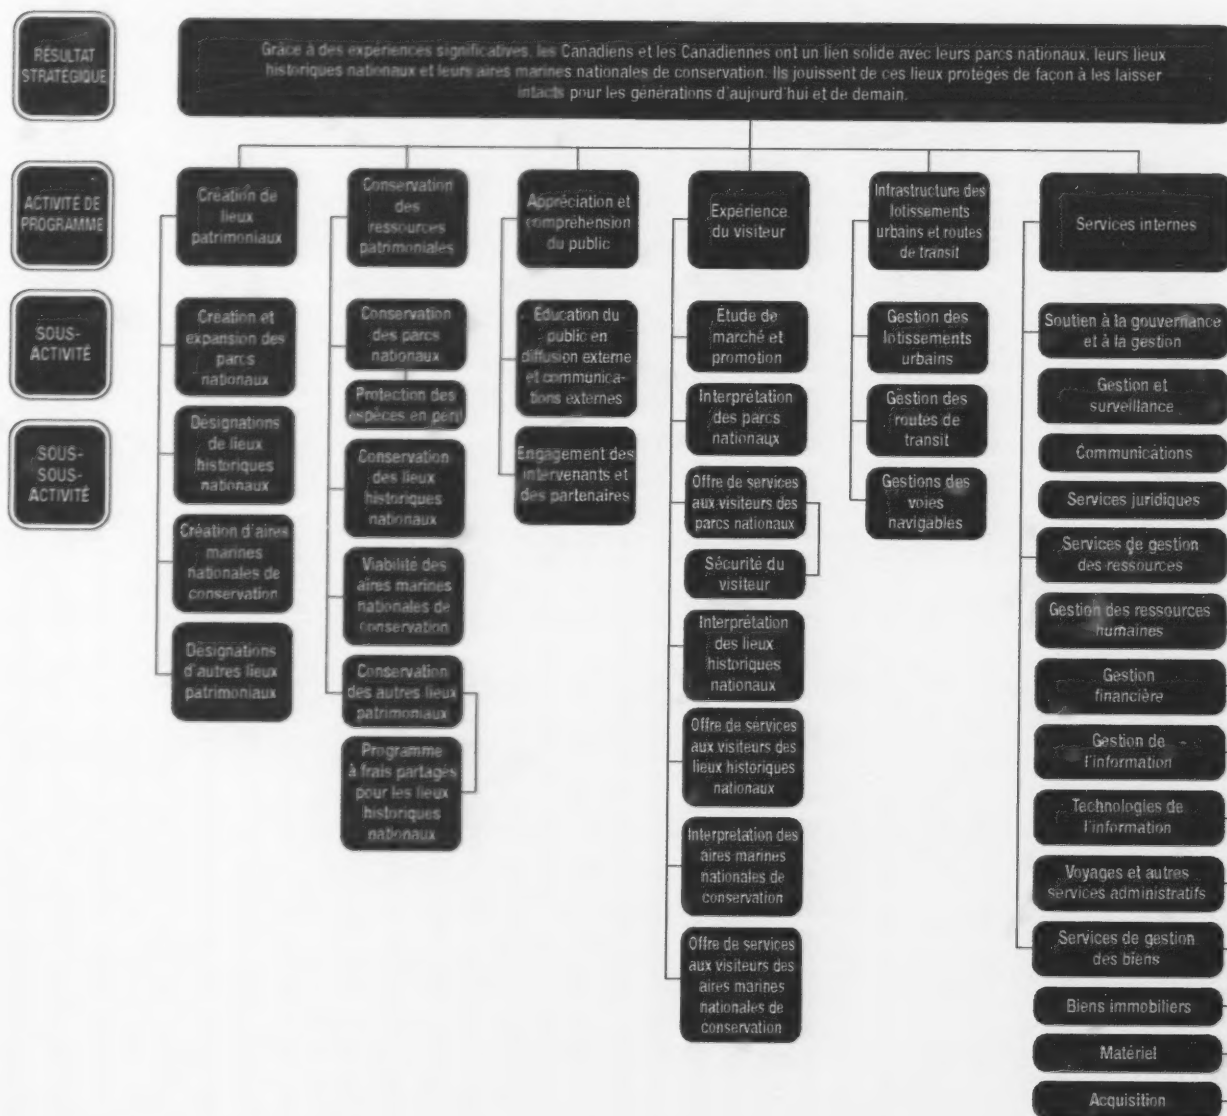 RÉSULTAT
STRATÉGIQUE
Grâce à des expériences significatives, les Canadiens et les Canadiennes ont un lien solide avec leurs parcs nationaux, leurs lieux
historiques nationaux et leurs aires marines nationales de conservation. Ils jouissent de ces lieux protégés de façon à les laisser
intacts pour les générations d'aujourd'hui et de demain.
ACTIVITÉ DE
PROGRAMME
SOUS-
ACTIVITÉ
SOUS-
SOUS-
ACTIVITÉ
Création de
lieux
patrimoniaux
Création et
expansion des
parcs
nationaux
Désignations
de lieux
historiques
nationaux
Création d'aires
marines
nationales de
conservation
Désignations
d'autres lieux
patrimoniaux
Conservation
des
ressources
patrimoniales
Conservation
des parcs
nationaux
Protection des
espèces en péril
Conservation
des lieux
historiques
nationaux
Viabilité des
aires marines
nationales de
conservation
Conservation
des autres lieux
patrimoniaux
Programme
à frais partagés
pour les lieux
historiques
nationaux
Appréciation et
compréhension
du public
Éducation du
public en
diffusion externe
et communica-
tions externes
Engagement des
intervenants et
des partenaires
Expérience
du visiteur
Étude de
marché et
promotion
Interprétation
des parcs
nationaux
Offre de services
aux visiteurs des
parcs nationaux
Sécurité du
visiteur
Interprétation
des lieux
historiques
nationaux
Offre de services
aux visiteurs des
lieux historiques
nationaux
Interprétation des
aires marines
nationales de
conservation
Offre de services
aux visiteurs des
aires marines
nationales de
conservation
Infrastructure des
lotissements
urbains et routes
de transit
Gestion des
lotissements
urbains
Gestion des
routes de
transit
Gestions des
voies
navigables
Services internes
Soutien à la gouvernance
et à la gestion
Gestion et
surveillance
Communications
Services juridiques
Services de gestion
des ressources
Gestion des ressources
humaines
Gestion
financière
Gestion de
l'information
Technologies de
l'information
Voyages et autres
services administratifs
Services de gestion
des biens
Biens immobiliers
Matériel
Acquisition